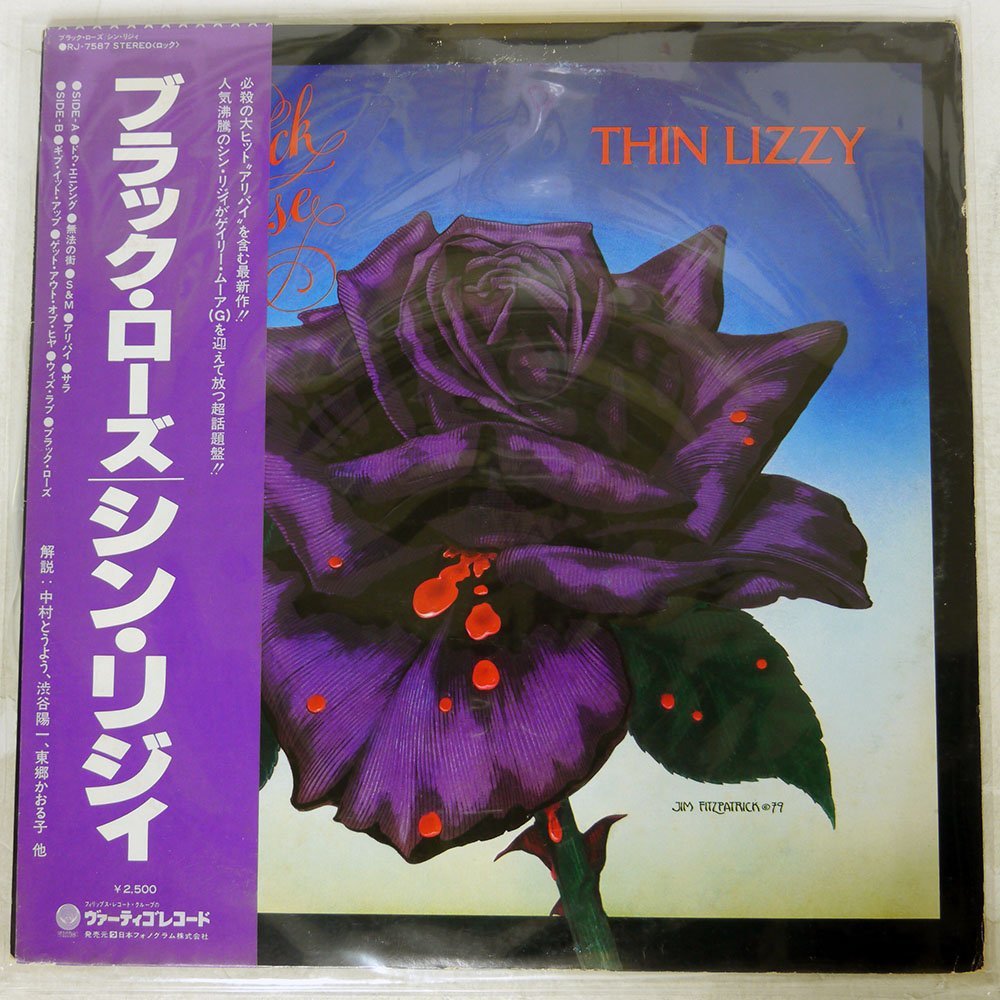 ブラック・ローズ/シン・リジィ
●RJ-7587 STEREO〈ロック〉
必殺の大ヒット"アリバイ"を含む最新作!!
人気沸騰のシン・リジィがゲイリー・ムーア(G)を迎えて放つ超話題盤!!
ブラック・ローズ/シン・リジィ
●SIDE-A ●ドゥ・エニシング ●無法の街 ●S&M ●アリバイ ●サラ
●SIDE-B ●ギブ・イット・アップ ●ゲット・アウト・オブ・ヒヤ ●ウィズ・ラブ ●ブラック・ローズ
解説：中村とうよう、渋谷陽一、東郷かおる子 他
¥2,500
フィリップス・レコード・グループの
ヴァーティゴレコード
発売元 日本フォノグラム株式会社
ck
se
THIN LIZZY
JIM FITZPATRICK©79